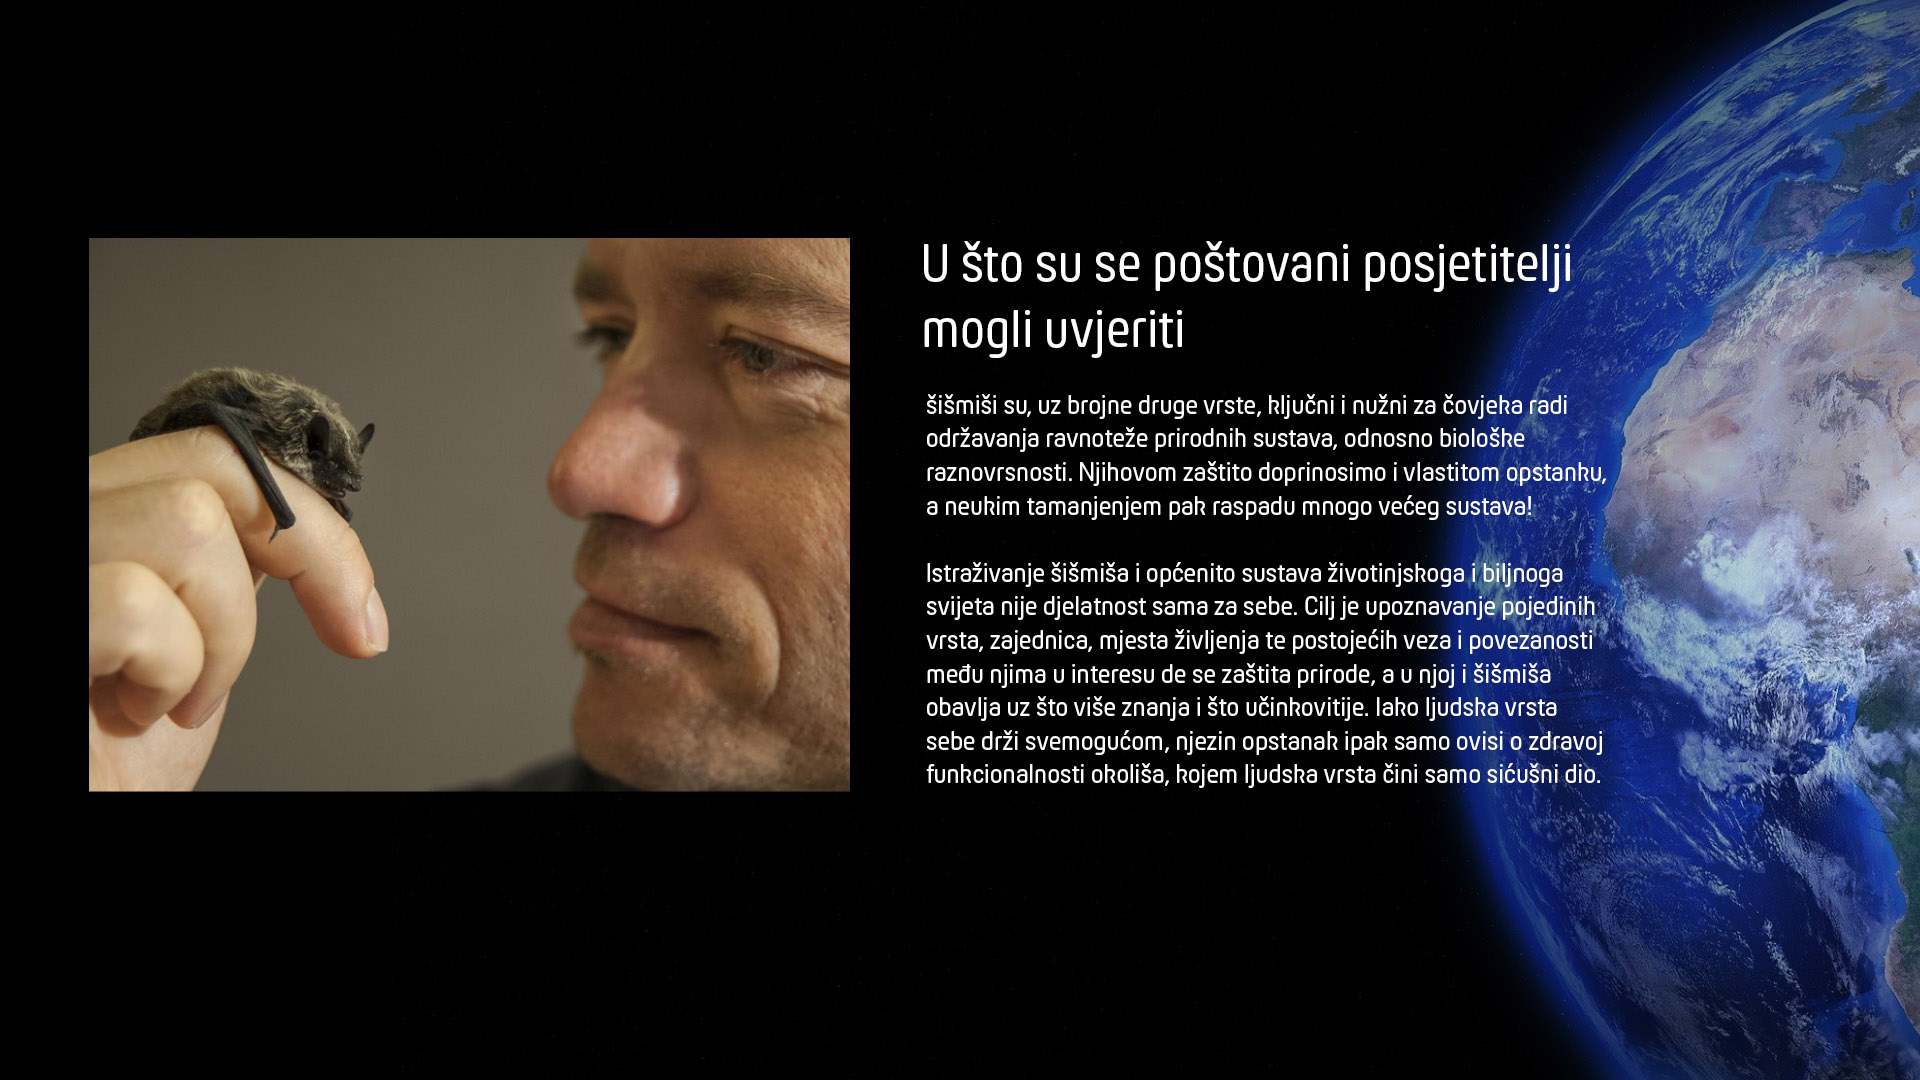 U što su se poštovani posjetitelji
mogli uvjeriti
šišmiši su, uz brojne druge vrste, ključni i nužni za čovjeka radi
održavanja ravnoteže prirodnih sustava, odnosno biološke
raznovrsnosti. Njihovom zaštito doprinosimo i vlastitom opstanku,
a neukim tamanjenjem pak raspadu mnogo većeg sustava!
Istraživanje šišmiša i općenito sustava životinjskoga i biljnoga
svijeta nije djelatnost sama za sebe. Cilj je upoznavanje pojedinih
vrsta, zajednica, mjesta življenja te postojećih veza i povezanosti
među njima u interesu de se zaštita prirode, a u njoj i šišmiša
obavlja uz što više znanja i što učinkovitije. Iako ljudska vrsta
sebe drži svemogućom, njezin opstanak ipak samo ovisi o zdravoj
funkcionalnosti okoliša, kojem ljudska vrsta čini samo sićušni dio.